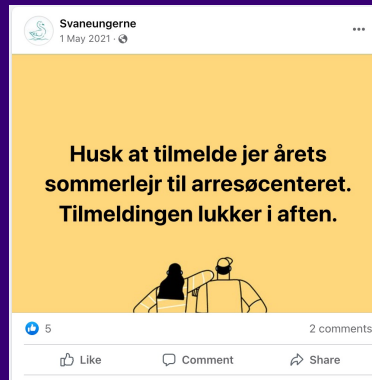 Svaneungerne
1 May 2021 ·
Husk at tilmelde jer årets
sommerlejr til arresøcenteret.
Tilmeldingen lukker i aften.
5
2 comments
Like
Comment
Share